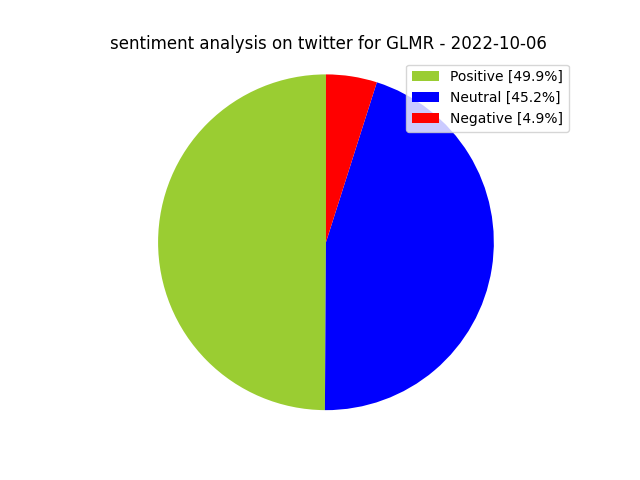 sentiment analysis on twitter for GLMR - 2022-10-06
Positive [49.9%]
Neutral [45.2%]
Negative [4.9%]